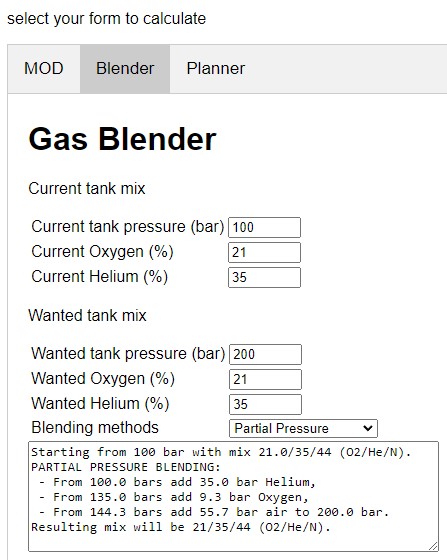 select your form to calculate
MOD Blender Planner
Gas Blender
Current tank mix
Current tank pressure (bar) 100
Current Oxygen (%) 21
Current Helium (%) 35
Wanted tank mix
Wanted tank pressure (bar) 200
Wanted Oxygen (%) 21
Wanted Helium (%) 35
Blending methods Partial Pressure
Starting from 100 bar with mix 21.0/35/44 (O2/He/N).
PARTIAL PRESSURE BLENDING:
- From 100.0 bars add 35.0 bar Helium,
- From 135.0 bars add 9.3 bar Oxygen,
- From 144.3 bars add 55.7 bar air to 200.0 bar.
Resulting mix will be 21/35/44 (O2/He/N).